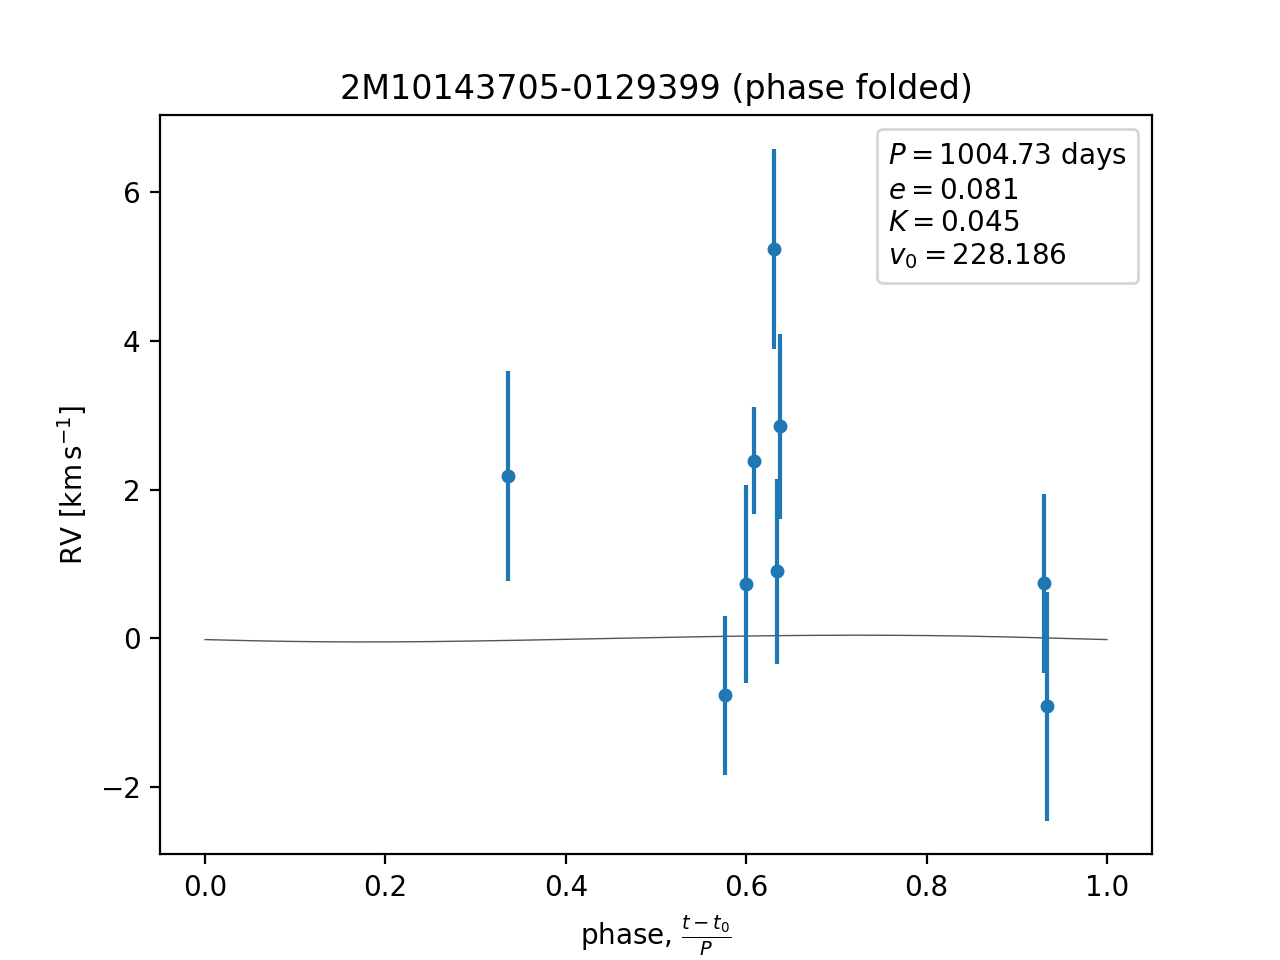 2M10143705-0129399 (phase folded)
P = 1004.73 days
e = 0.081
K = 0.045
v₀ = 228.186
RV [km s⁻¹]
6
4
2
0
−2
0.0 0.2 0.4 0.6 0.8 1.0
phase, (t − t₀)/P